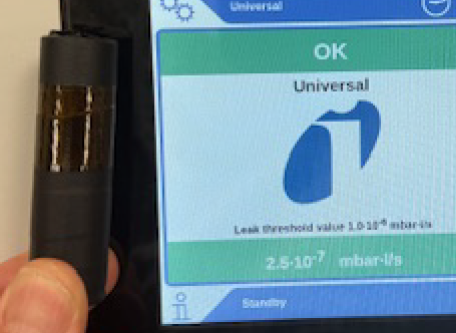 Universal
OK
Universal
Leak threshold value 1.0·10⁻⁶ mbar·l/s
2.5·10⁻⁷ mbar·l/s
Standby